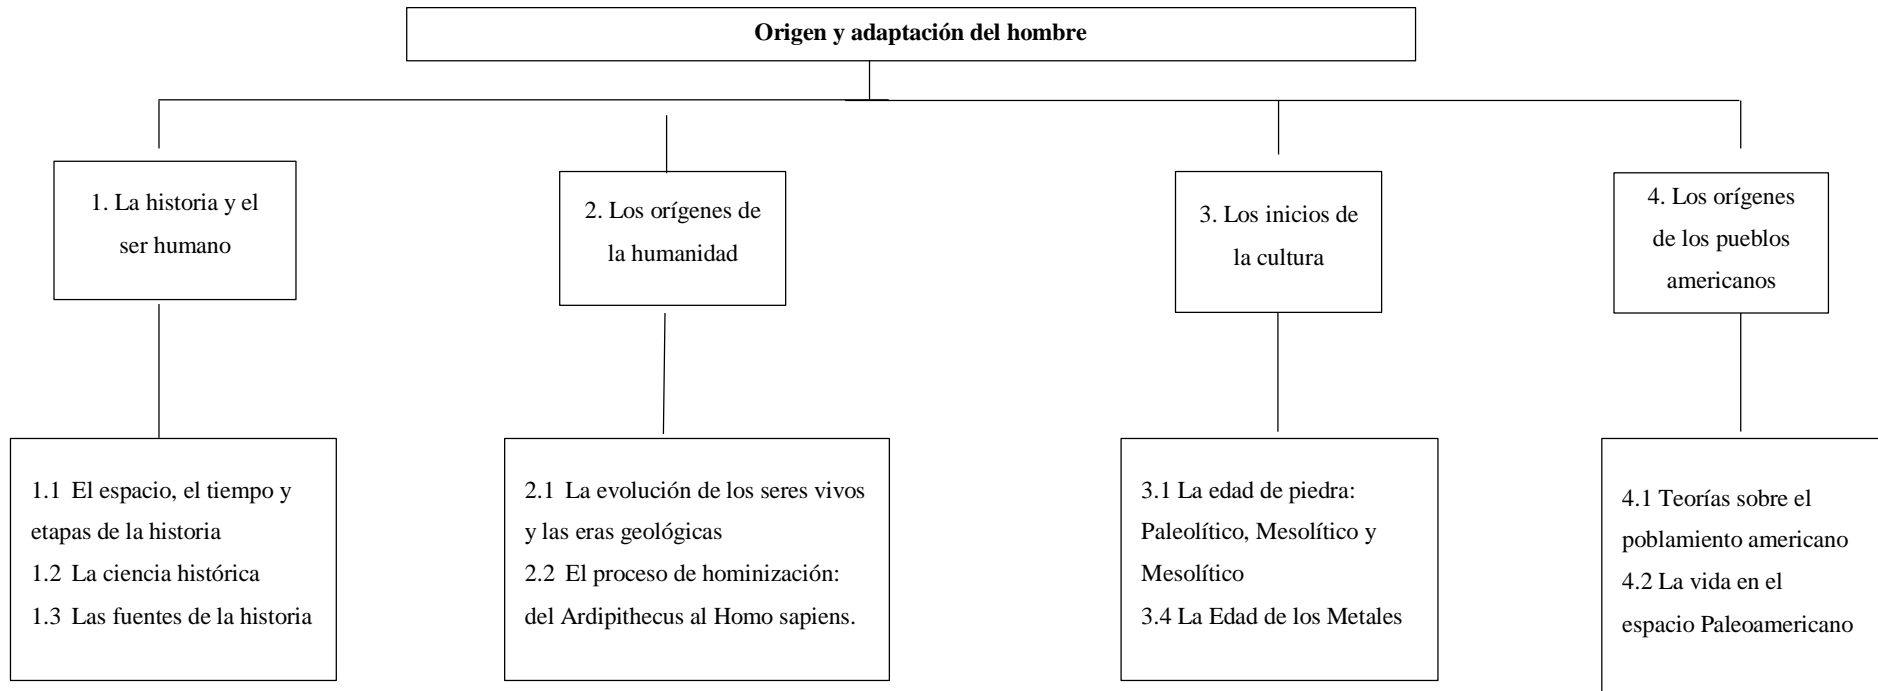 Origen y adaptación del hombre
1. La historia y el
ser humano
2. Los orígenes de
la humanidad
3. Los inicios de
la cultura
4. Los orígenes
de los pueblos
americanos
1.1 El espacio, el tiempo y
etapas de la historia
1.2 La ciencia histórica
1.3 Las fuentes de la historia
2.1 La evolución de los seres vivos
y las eras geológicas
2.2 El proceso de hominización:
del Ardipithecus al Homo sapiens.
3.1 La edad de piedra:
Paleolítico, Mesolítico y
Mesolítico
3.4 La Edad de los Metales
4.1 Teorías sobre el
poblamiento americano
4.2 La vida en el
espacio Paleoamericano